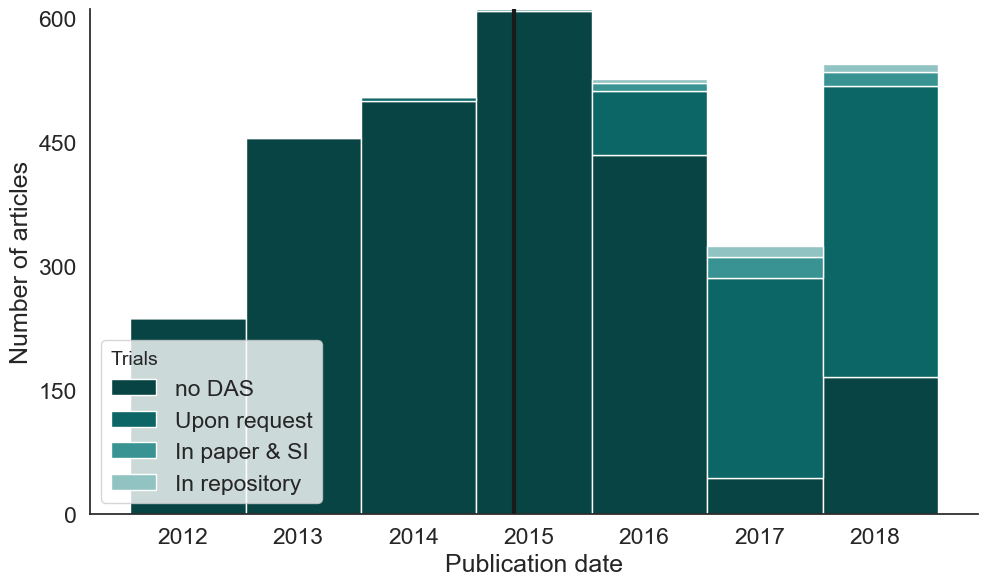 600
450
300
150
0
Number of articles
Trials
no DAS
Upon request
In paper & SI
In repository
2012 2013 2014 2015 2016 2017 2018
Publication date